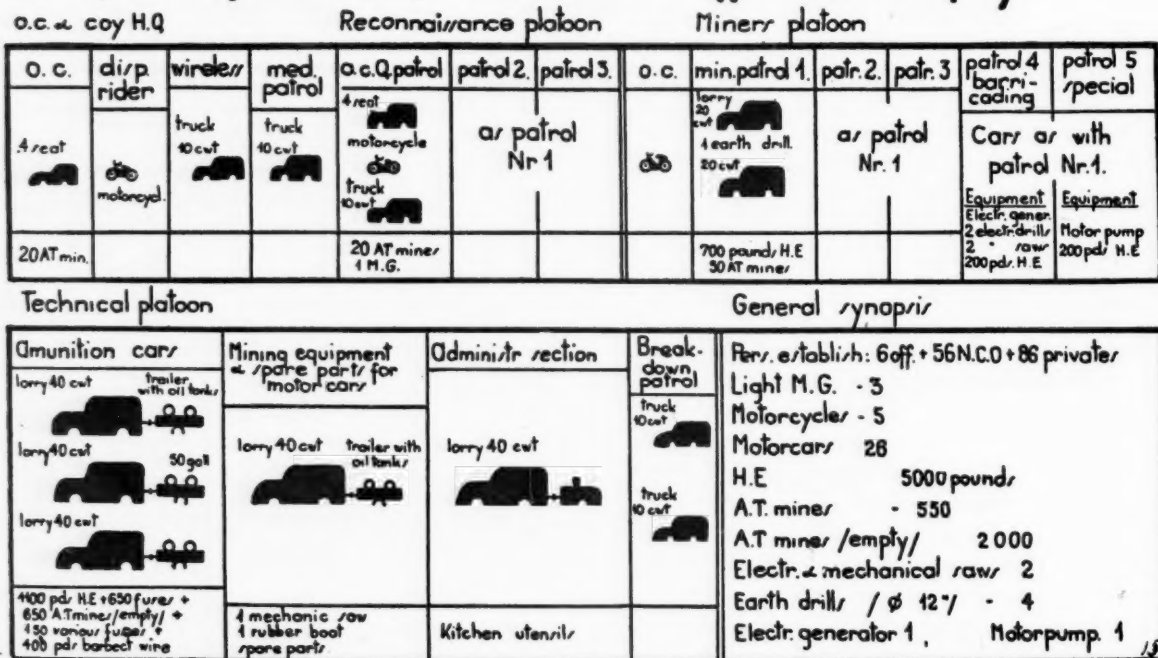 o.c. & coy H.Q
Reconnaissance platoon
Miners platoon
o.c.
disp. rider
wireless
med. patrol
o.c.Q.patrol
patrol 2.
patrol 3.
o.c.
min.patrol 1.
patr. 2.
patr. 3
patrol 4 barri-cading
patrol 5 special
4 seat
motorcycl.
truck
10 cwt
truck
10 cwt
4 seat
motorcycle
truck
10 cwt
as patrol
Nr 1
lorry
20 cwt
1 earth drill.
20 cwt
as patrol
Nr. 1
Cars as with
patrol Nr. 1.
Equipment
Electr. gener.
2 electr. drills
2 " saws
200 pds. H.E
Equipment
Motor pump
200 pds H.E
20 AT min.
20 AT mines
1 M.G.
700 pounds H.E
50 AT mines
Technical platoon
General synopsis
Amunition cars
lorry 40 cwt
trailer
with oil tanks
lorry 40 cwt
50 gall
lorry 40 cwt
4100 pds H.E + 650 fuses +
650 A.T mines /empty/ +
150 various fuses +
400 pds barbect wire
Mining equipment
& spare parts for
motor cars
lorry 40 cwt
trailer with
oil tanks
1 mechanic saw
1 rubber boat
spare parts
Administr section
lorry 40 cwt
Kitchen utensils
Break-
down
patrol
truck
10 cwt
truck
10 cwt
Pers. establish: 6 off. + 56 N.C.O + 86 privates
Light M.G. - 3
Motorcycles - 5
Motorcars 26
H.E 5000 pounds
A.T. mines - 550
A.T mines /empty/ 2000
Electr. & mechanical saws 2
Earth drills / ø 12"/ - 4
Electr. generator 1, Motorpump. 1